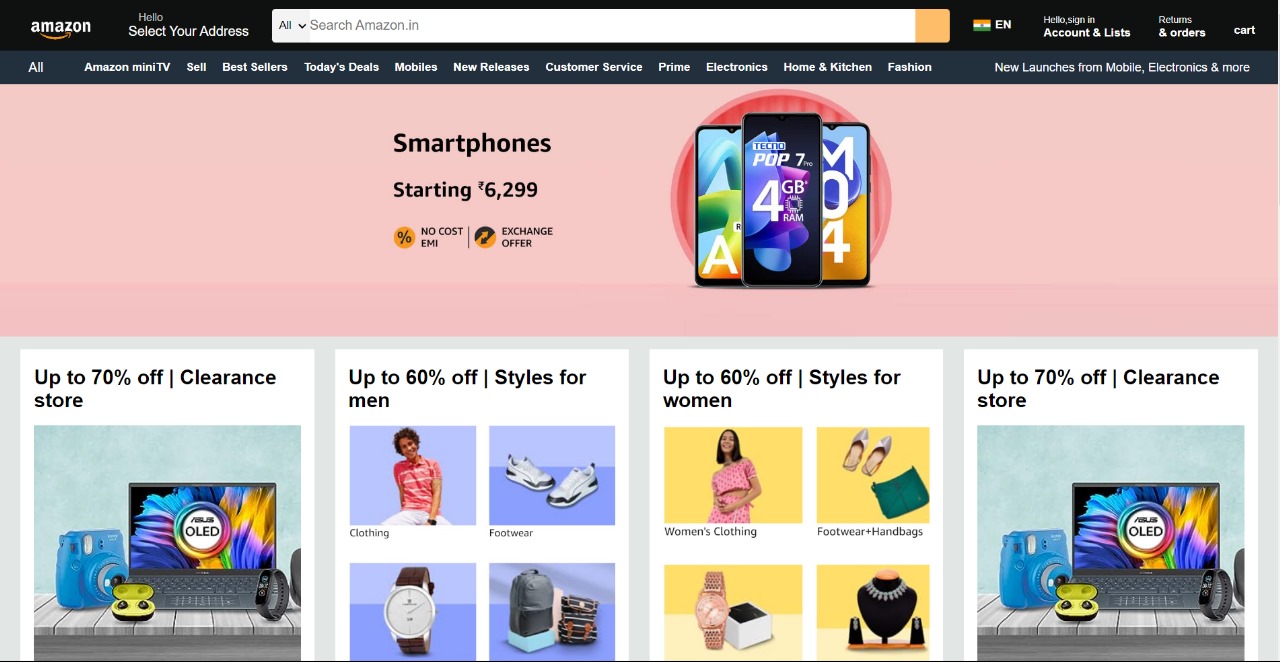 amazon
Hello
Select Your Address
All
Search Amazon.in
EN
Hello,sign in
Account & Lists
Returns
& orders
cart
All
Amazon miniTV
Sell
Best Sellers
Today's Deals
Mobiles
New Releases
Customer Service
Prime
Electronics
Home & Kitchen
Fashion
New Launches from Mobile, Electronics & more
Smartphones
Starting ₹6,299
NO COST
EMI
EXCHANGE
OFFER
A
TECNO
POP 7 Pro
4 GB*
RAM
M
0
4
Up to 70% off | Clearance
store
ASUS
OLED
Up to 60% off | Styles for
men
Clothing
Footwear
Up to 60% off | Styles for
women
Women's Clothing
Footwear+Handbags
Up to 70% off | Clearance
store
ASUS
OLED